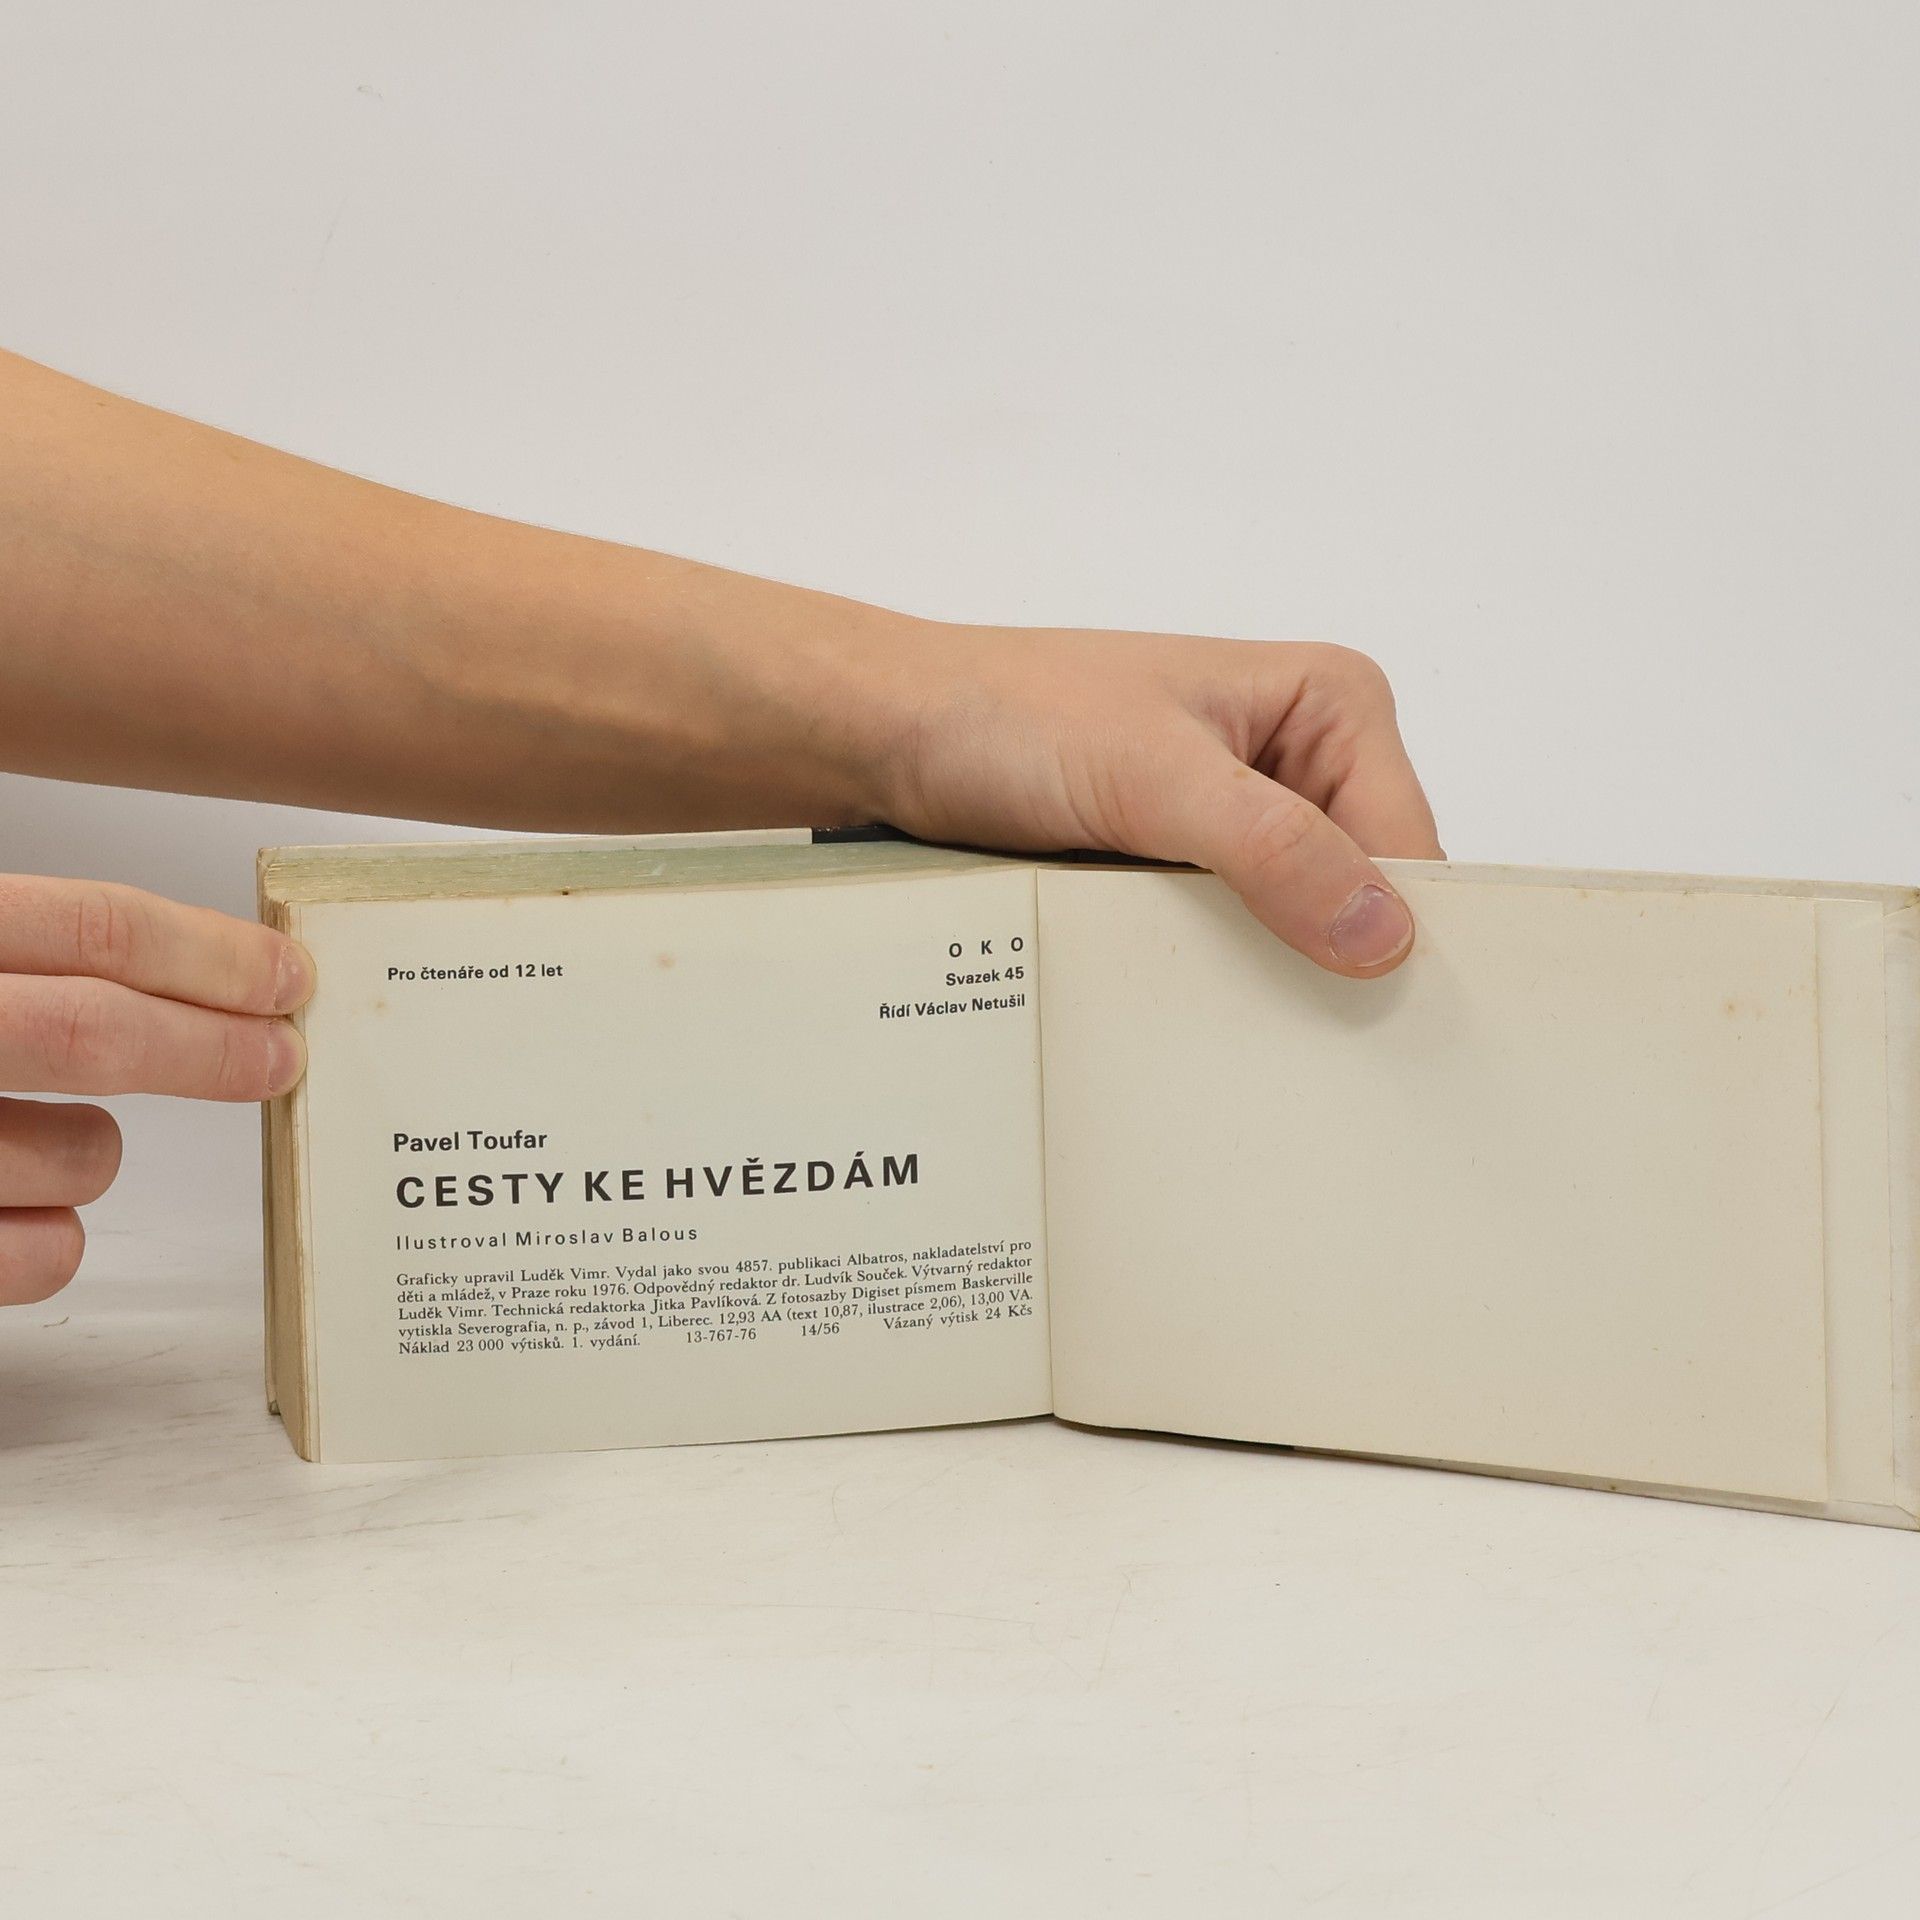 Pro čtenáře od 12 let
O K O
Svazek 45
Řídí Václav Netušil
Pavel Toufar
CESTY KE HVĚZDÁM
Ilustroval Miroslav Balous
Graficky upravil Luděk Vimr. Vydal jako svou 4857. publikaci Albatros, nakladatelství pro
děti a mládež, v Praze roku 1976. Odpovědný redaktor dr. Ludvík Souček. Výtvarný redaktor
Luděk Vimr. Technická redaktorka Jitka Pavlíková. Z fotosazby Digiset písmem Baskerville
vytiskla Severografia, n. p., závod 1, Liberec. 12,93 AA (text 10,87, ilustrace 2,06), 13,00 VA.
Náklad 23 000 výtisků. 1. vydání. 13-767-76 14/56 Vázaný výtisk 24 Kčs